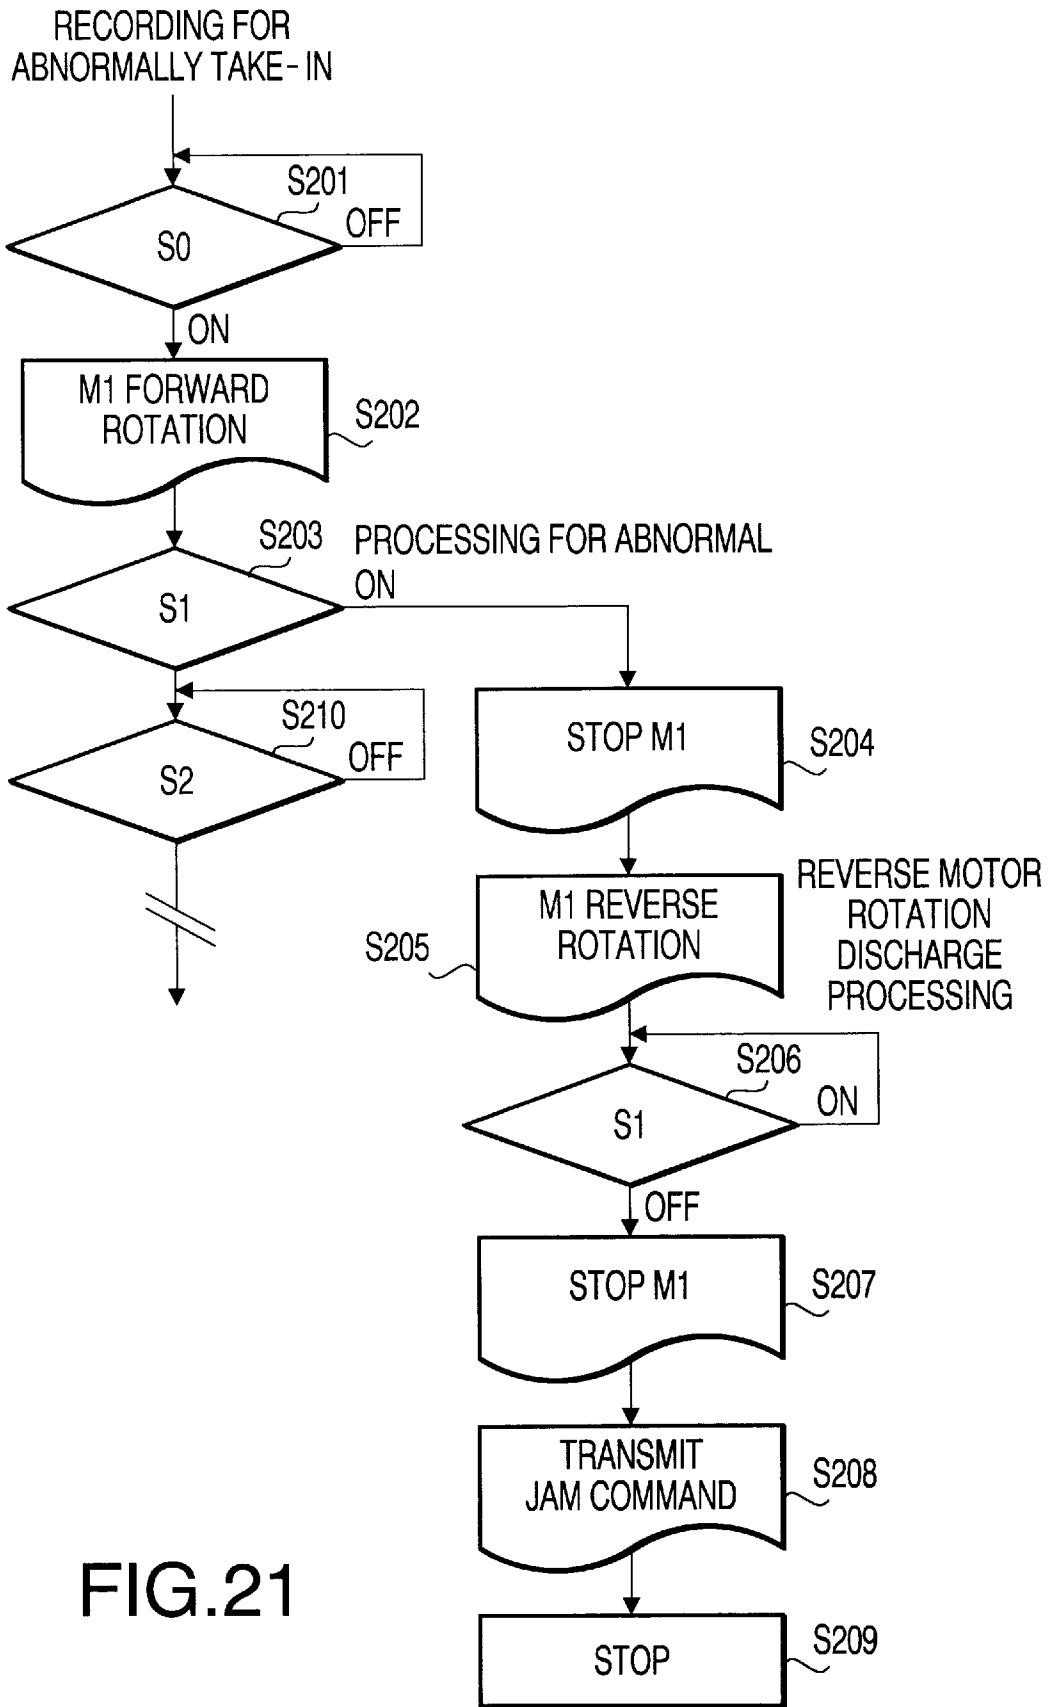 RECORDING FOR
ABNORMALLY TAKE-IN
S201
S0
OFF
ON
M1 FORWARD
ROTATION
S202
S203
PROCESSING FOR ABNORMAL
ON
S1
S210
S2
OFF
STOP M1
S204
M1 REVERSE
ROTATION
S205
REVERSE MOTOR
ROTATION
DISCHARGE
PROCESSING
S206
S1
ON
OFF
STOP M1
S207
TRANSMIT
JAM COMMAND
S208
STOP
S209
FIG.21